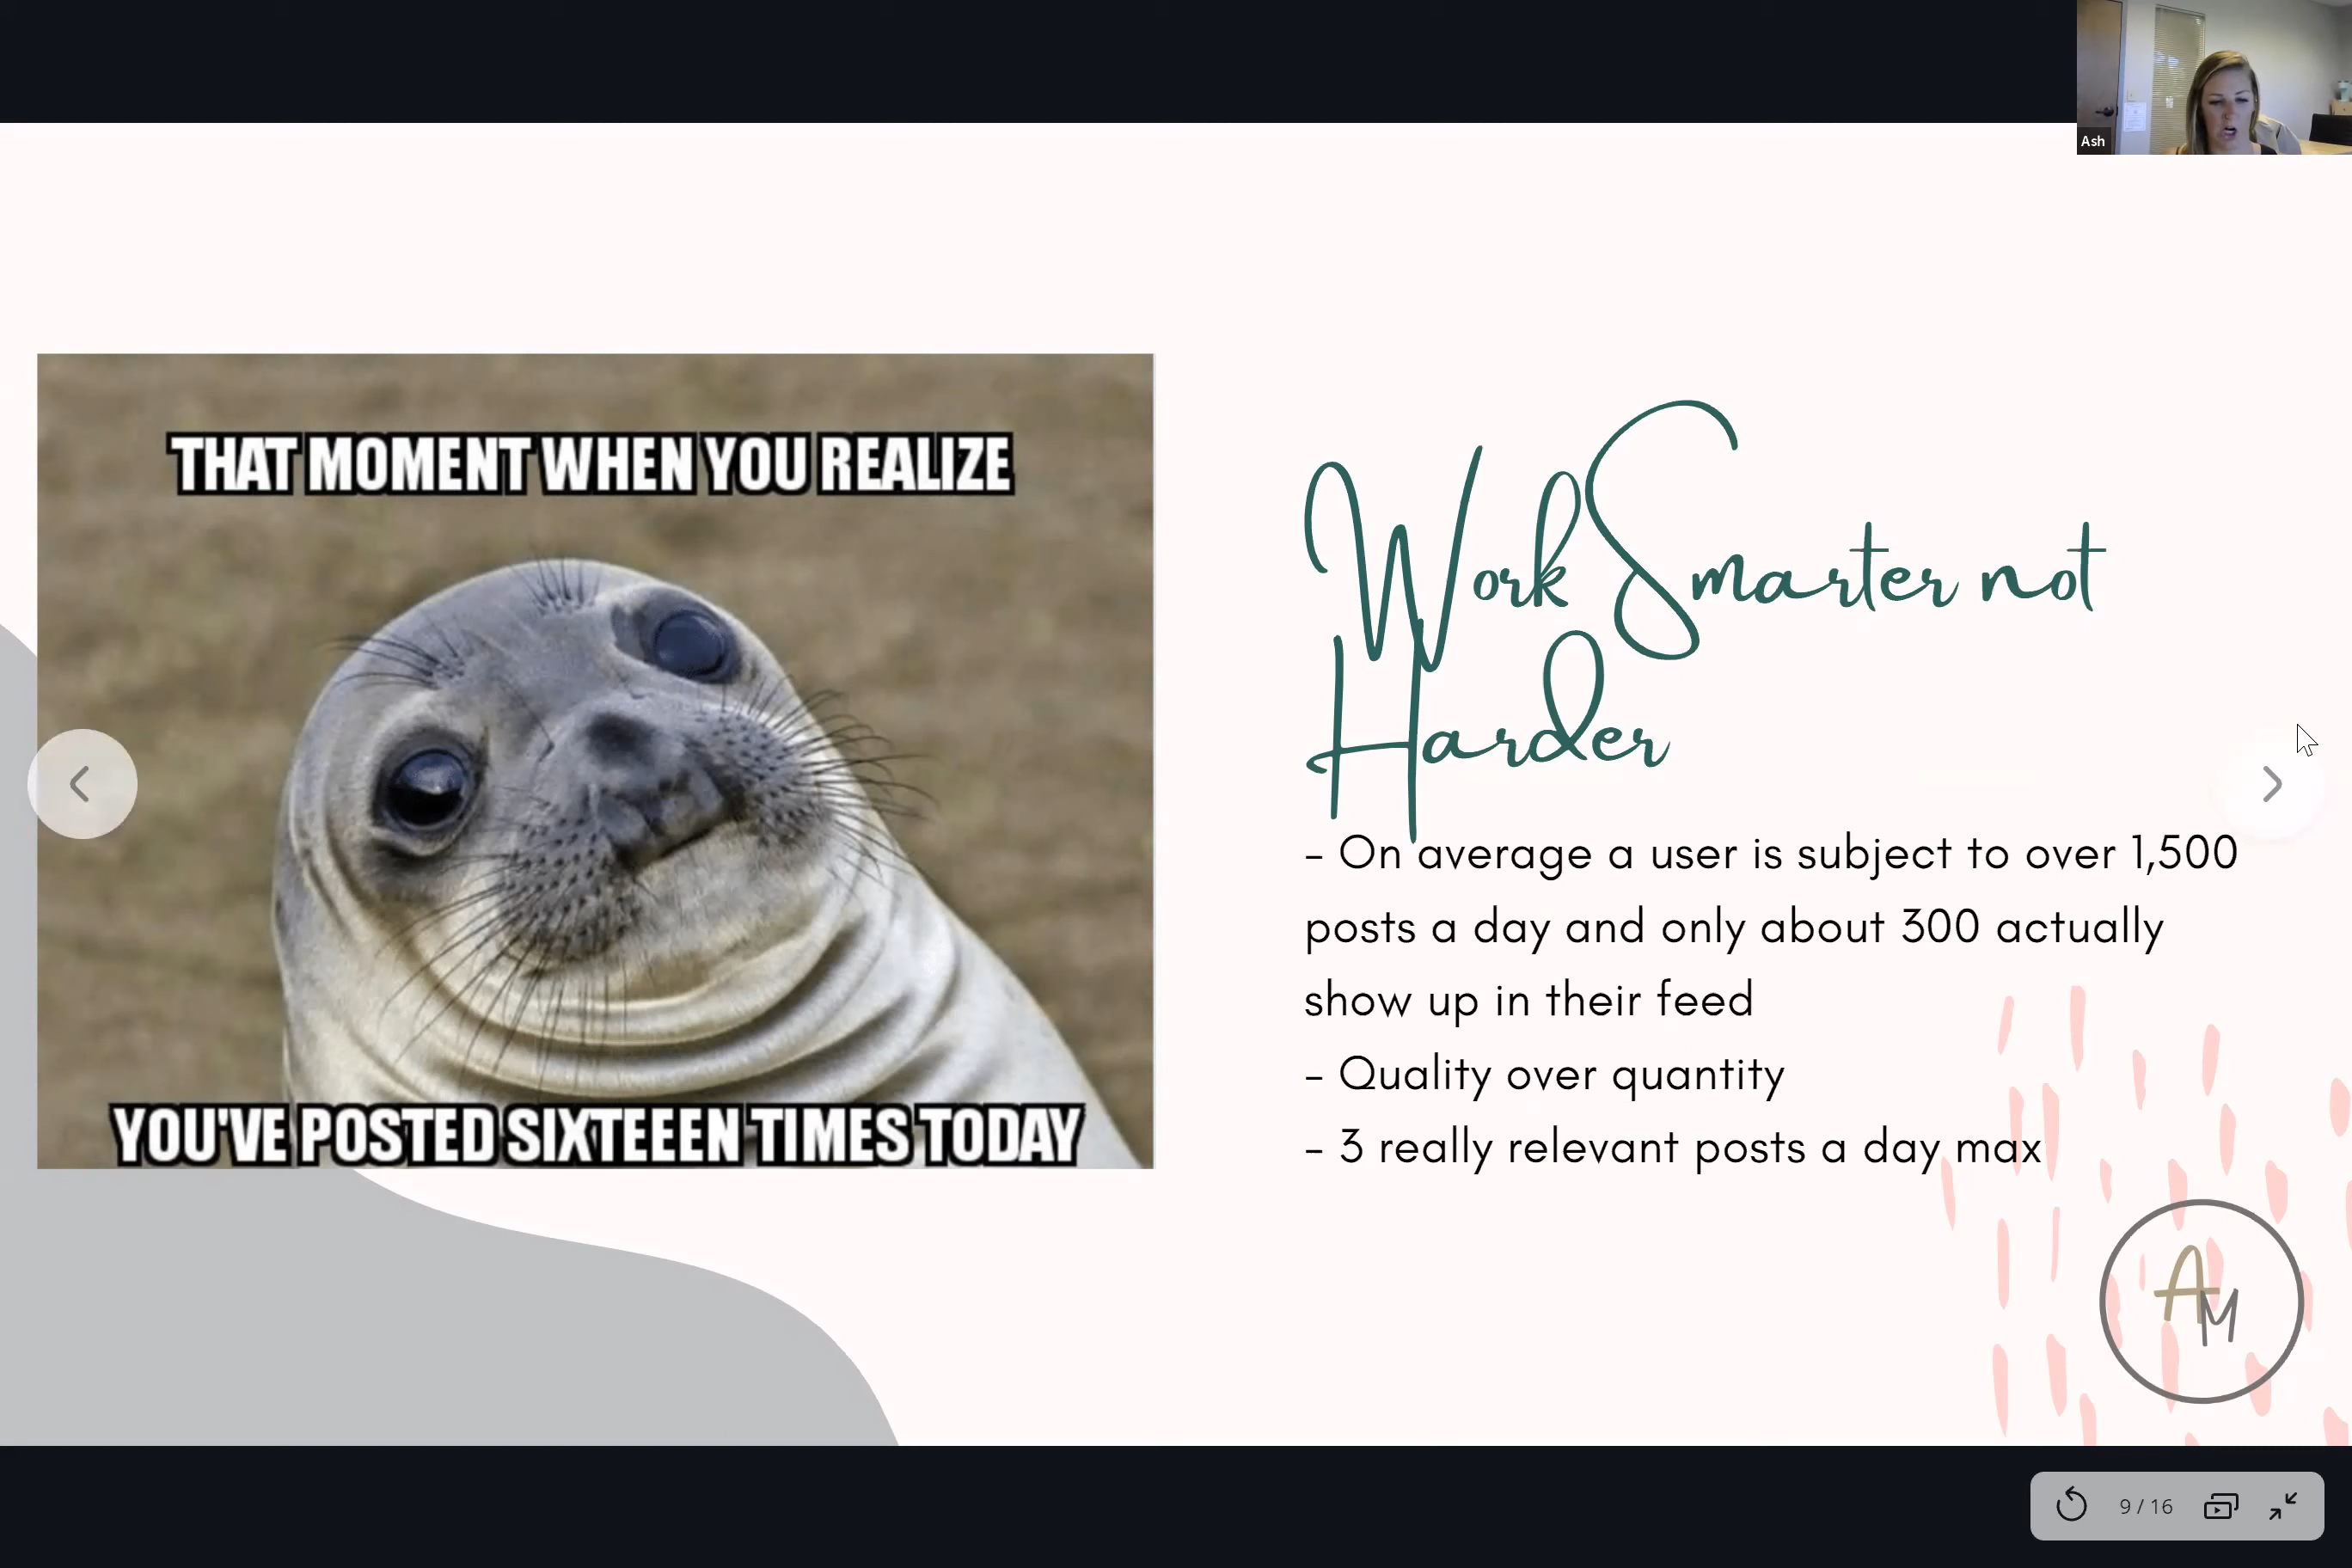 Ash
THAT MOMENT WHEN YOU REALIZE
YOU'VE POSTED SIXTEEEN TIMES TODAY
Work Smarter not
Harder
- On average a user is subject to over 1,500
posts a day and only about 300 actually
show up in their feed
- Quality over quantity
- 3 really relevant posts a day max
AM
9 / 16